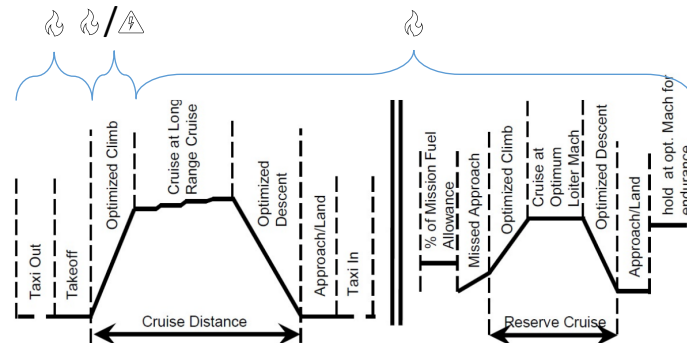 Taxi Out
Takeoff
Optimized Climb
Cruise at Long
Range Cruise
Optimized
Descent
Approach/Land
Taxi In
Cruise Distance
% of Mission Fuel
Allowance
Missed Approach
Optimized Climb
Cruise at
Optimum
Loiter Mach
Optimized Descent
Approach/Land
hold at opt. Mach for
endurance
Reserve Cruise